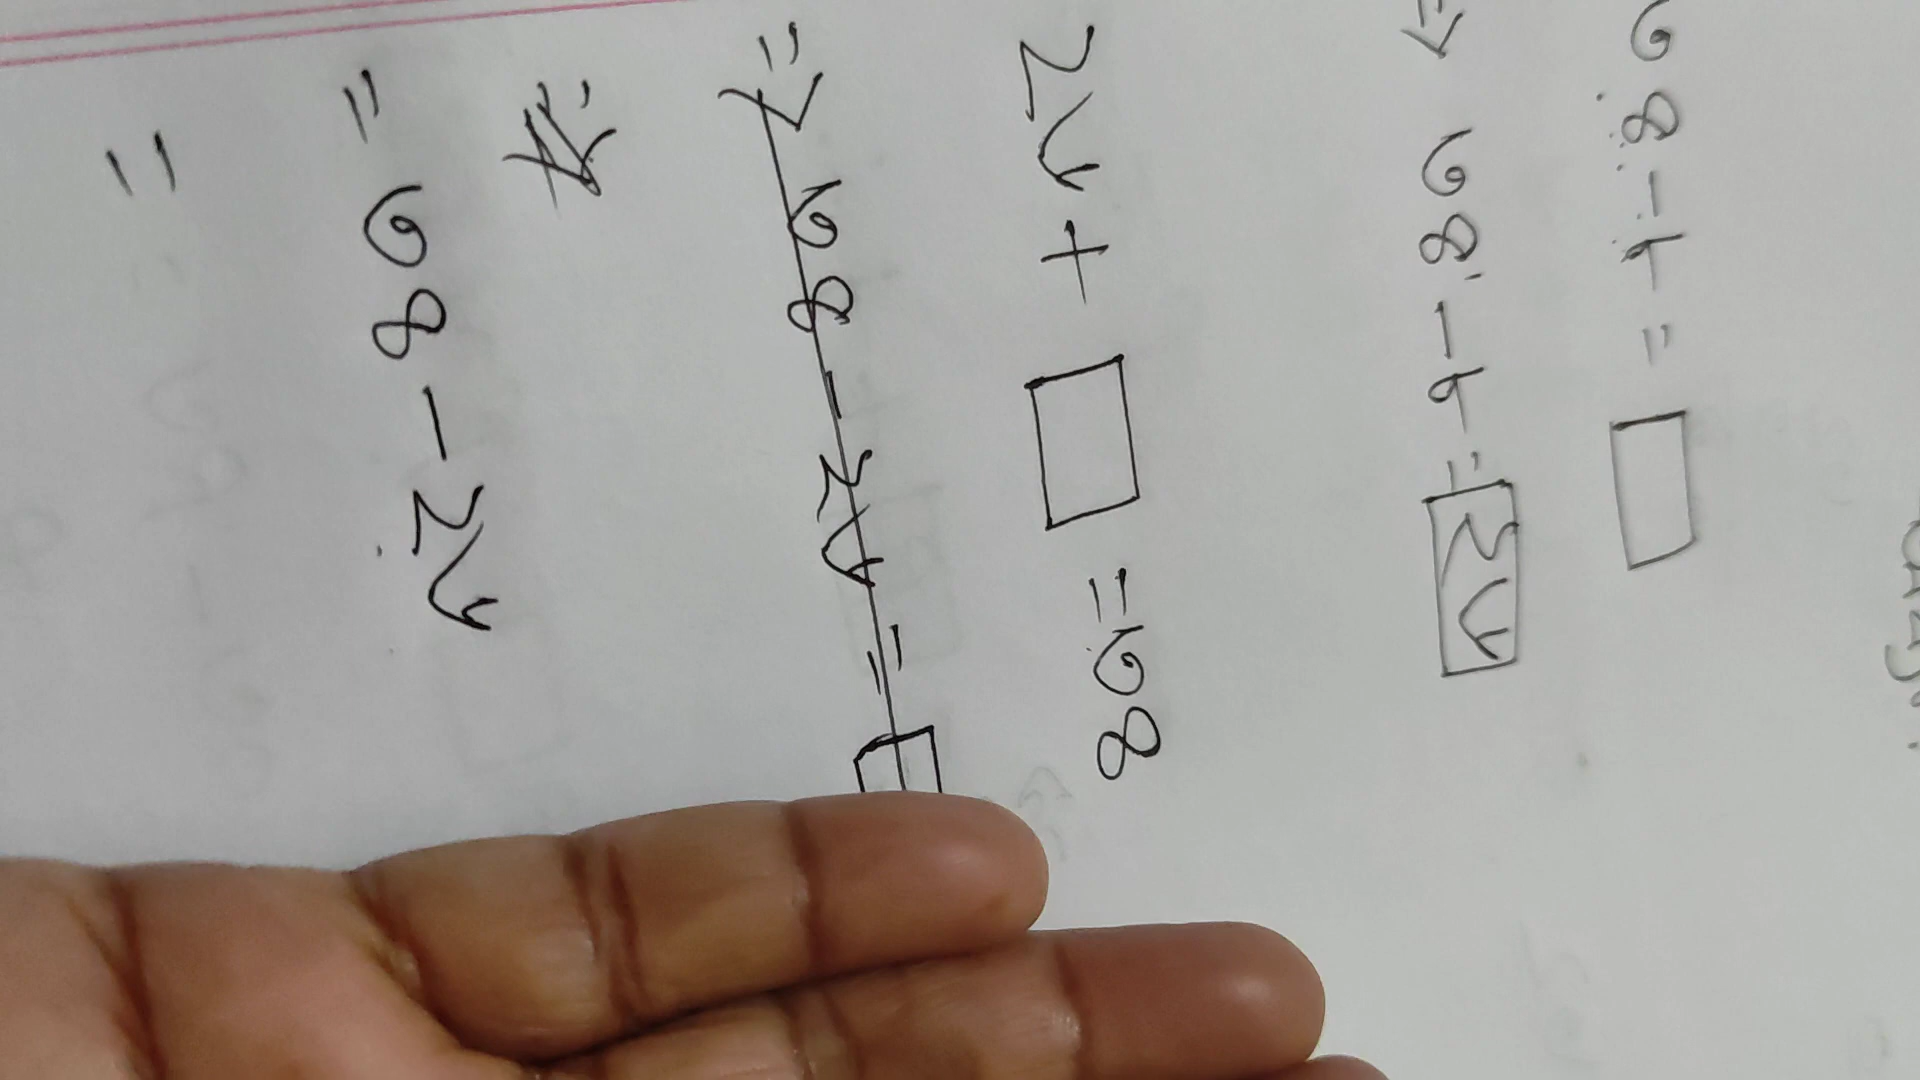 ৩৪ - ৮ = □
⇒ ৩৪ - ৮ = ২৬
২৬ + □ = ৩৪
⇒ ৩৪ - ২৬ = □
= ৩৪ - ২৬
=